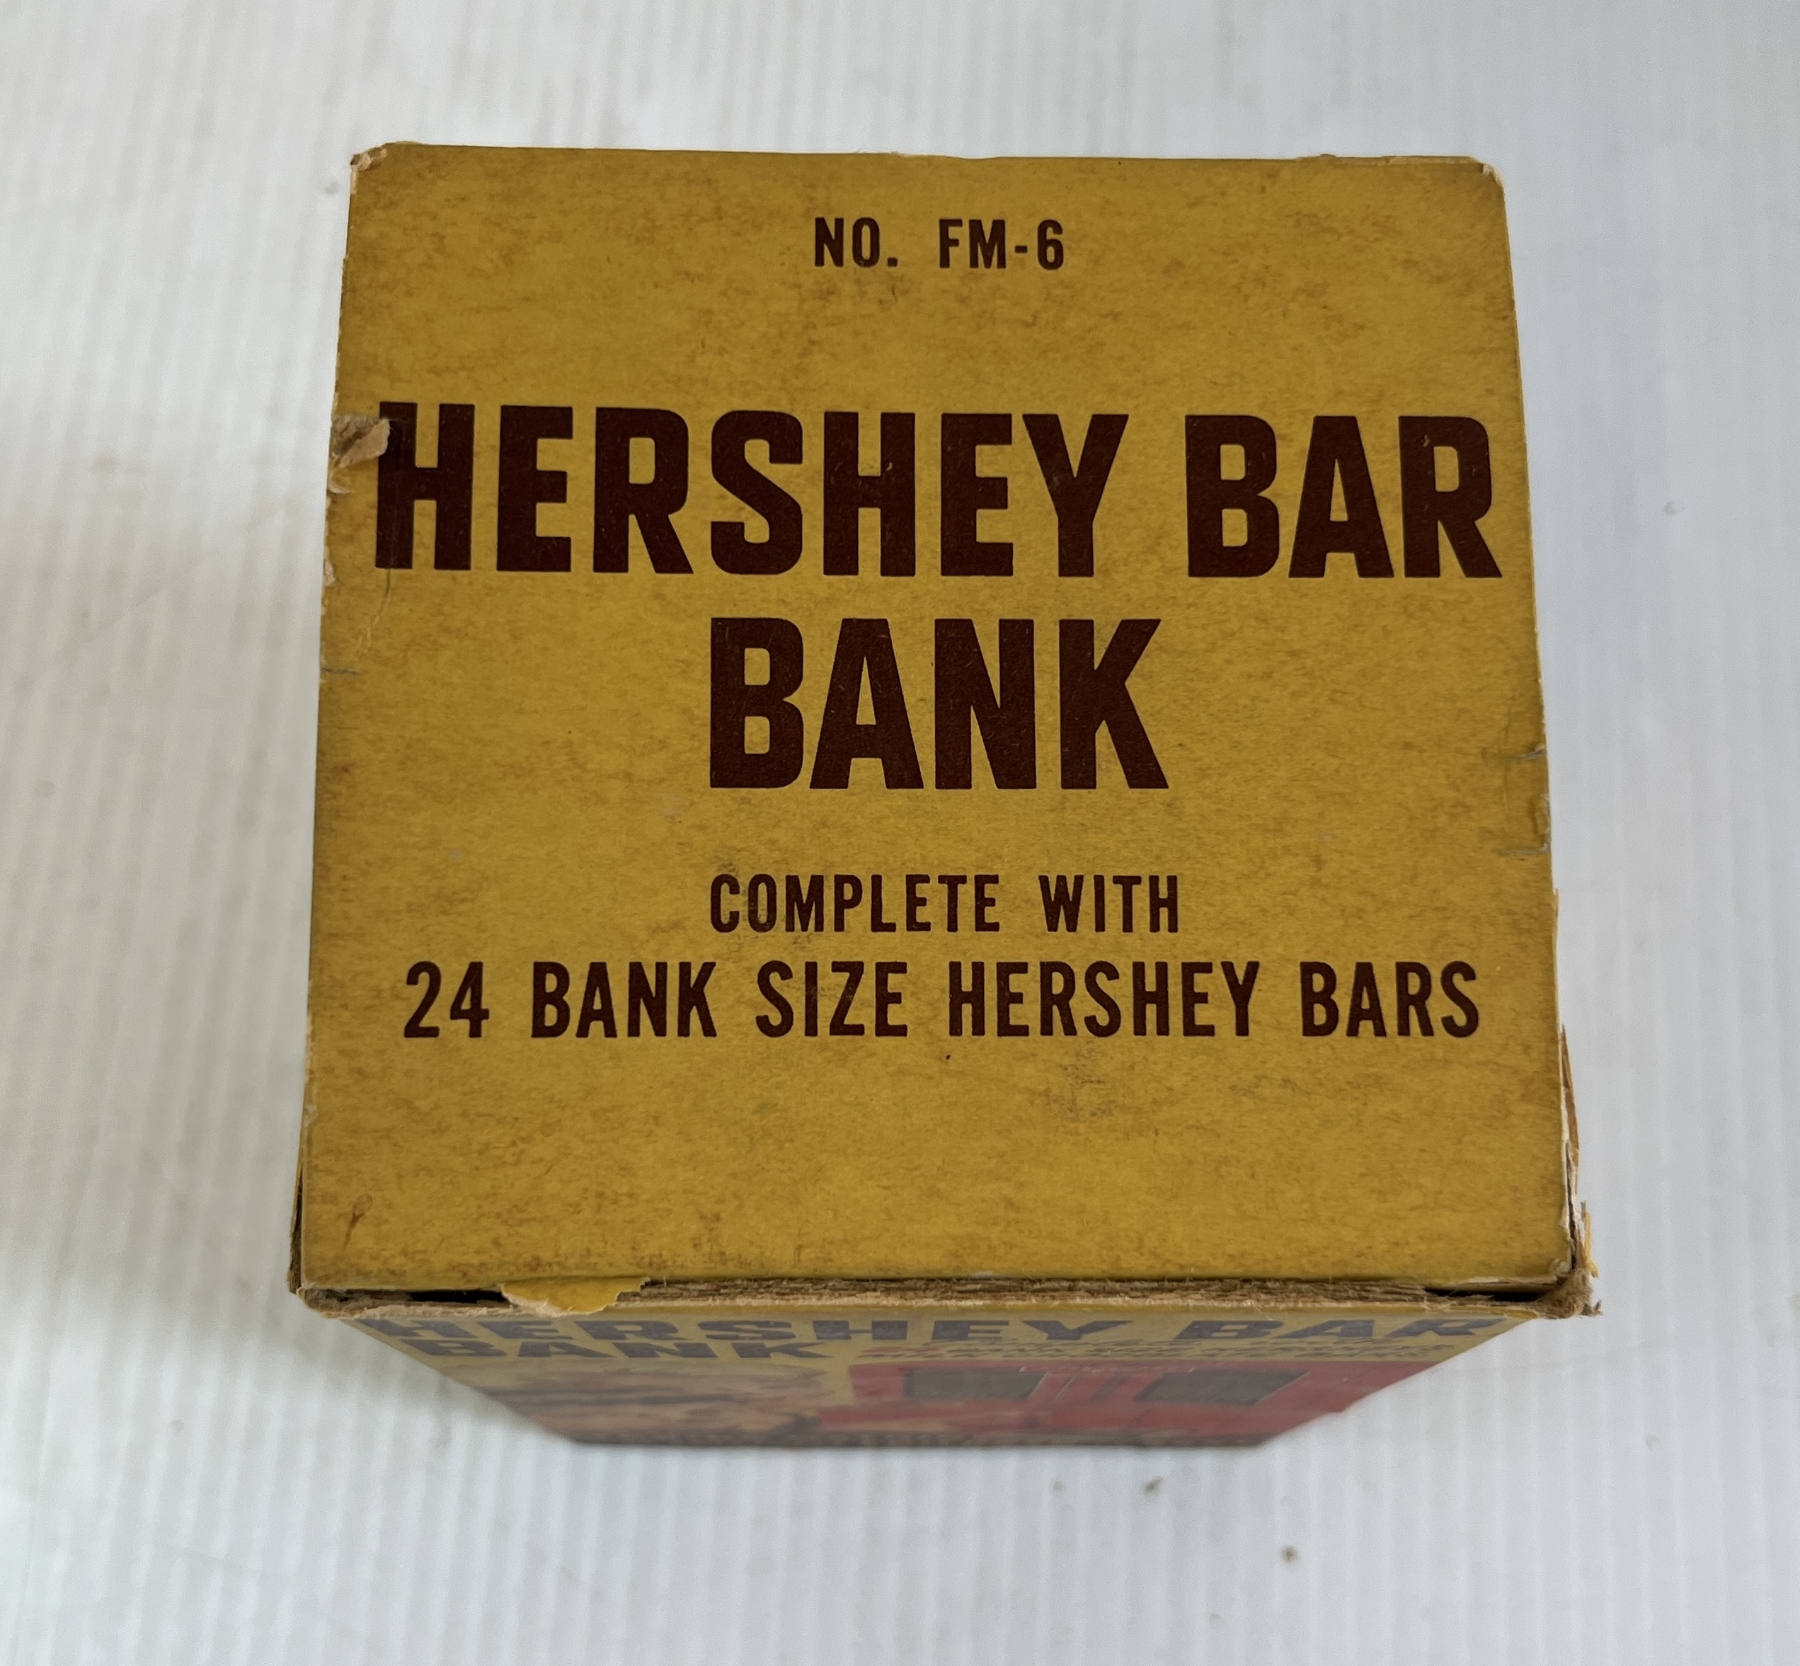 NO. FM-6
HERSHEY BAR
BANK
COMPLETE WITH
24 BANK SIZE HERSHEY BARS
HERSHEY BAR
BANK